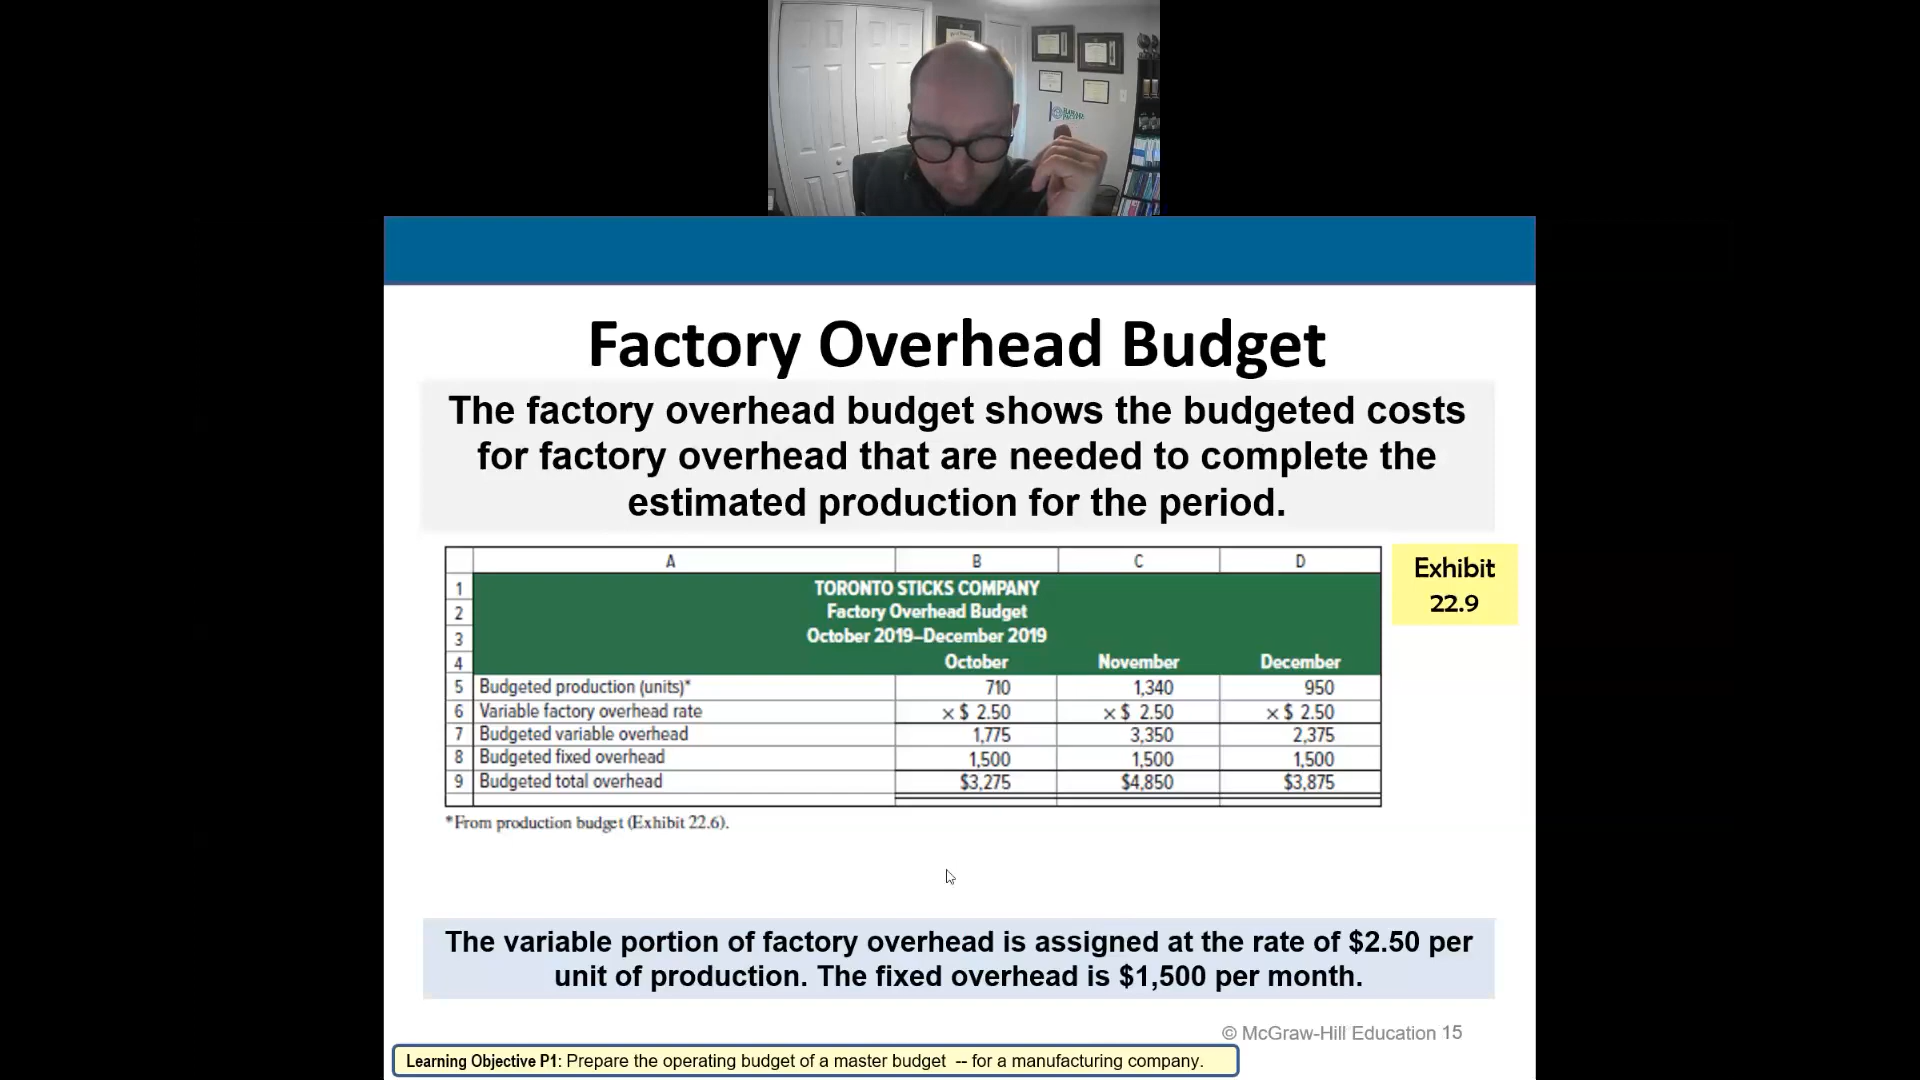 Factory Overhead Budget
The factory overhead budget shows the budgeted costs
for factory overhead that are needed to complete the
estimated production for the period.
A B C D
1 TORONTO STICKS COMPANY
2 Factory Overhead Budget
3 October 2019–December 2019
4 October November December
5 Budgeted production (units)* 710 1,340 950
6 Variable factory overhead rate × $ 2.50 × $ 2.50 × $ 2.50
7 Budgeted variable overhead 1,775 3,350 2,375
8 Budgeted fixed overhead 1,500 1,500 1,500
9 Budgeted total overhead $3,275 $4,850 $3,875
Exhibit
22.9
*From production budget (Exhibit 22.6).
The variable portion of factory overhead is assigned at the rate of $2.50 per
unit of production. The fixed overhead is $1,500 per month.
© McGraw-Hill Education 15
Learning Objective P1: Prepare the operating budget of a master budget -- for a manufacturing company.